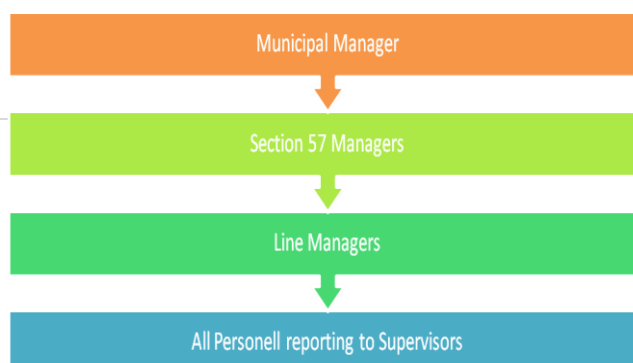 Municipal Manager
Section 57 Managers
Line Managers
All Personell reporting to Supervisors